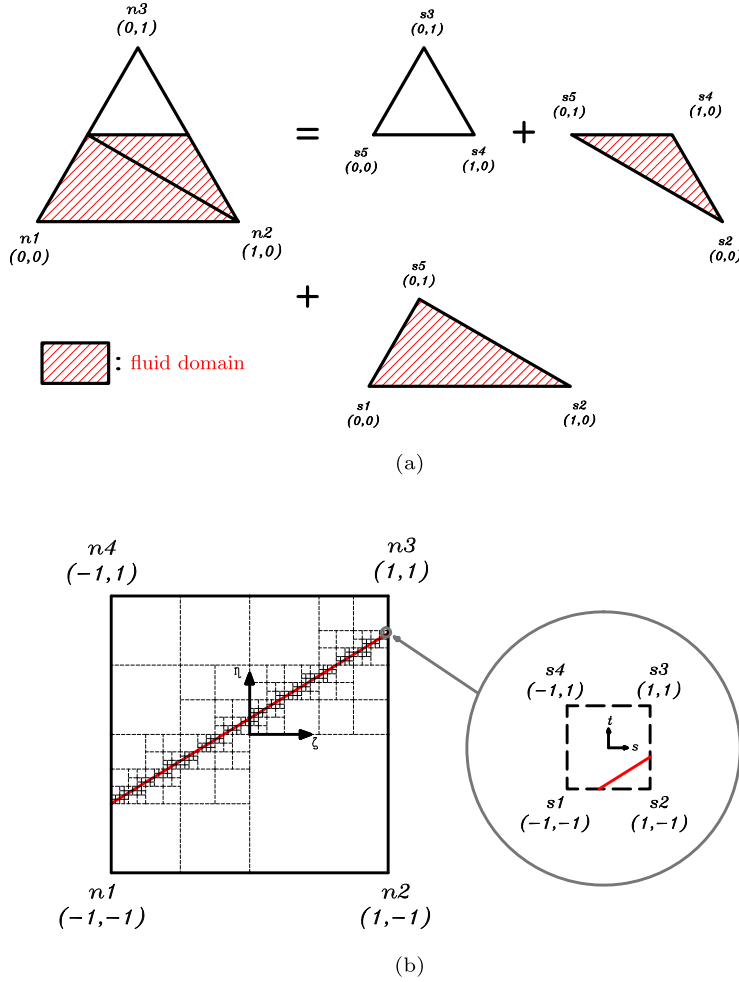 n3
(0,1)
n1
(0,0)
n2
(1,0)
=
s3
(0,1)
s5
(0,0)
s4
(1,0)
+
s5
(0,1)
s4
(1,0)
s2
(0,0)
+
s5
(0,1)
s1
(0,0)
s2
(1,0)
: fluid domain
(a)
n4
(-1,1)
n3
(1,1)
η
ζ
n1
(-1,-1)
n2
(1,-1)
s4
(-1,1)
s3
(1,1)
t
s
s1
(-1,-1)
s2
(1,-1)
(b)